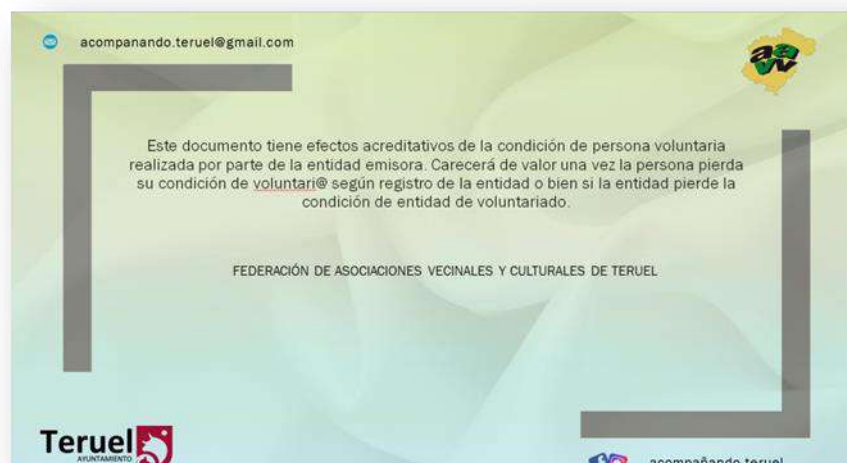 acompanando.teruel@gmail.com
aavv
Este documento tiene efectos acreditativos de la condición de persona voluntaria
realizada por parte de la entidad emisora. Carecerá de valor una vez la persona pierda
su condición de voluntari@ según registro de la entidad o bien si la entidad pierde la
condición de entidad de voluntariado.
FEDERACIÓN DE ASOCIACIONES VECINALES Y CULTURALES DE TERUEL
Teruel
AYUNTAMIENTO
acompañando.teruel